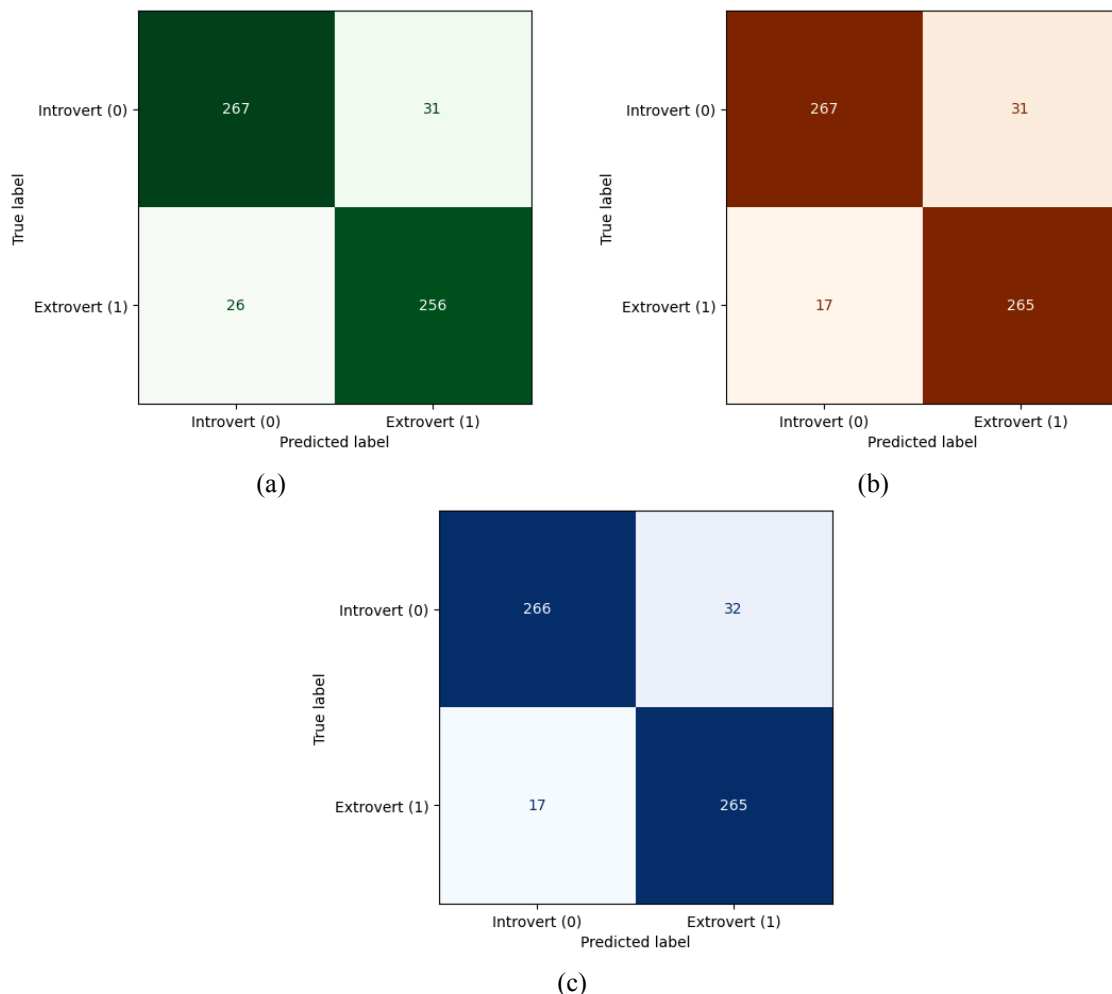 Introvert (0)
267
31
True label
Extrovert (1)
26
256
Introvert (0)
Extrovert (1)
Predicted label
(a)
Introvert (0)
267
31
True label
Extrovert (1)
17
265
Introvert (0)
Extrovert (1)
Predicted label
(b)
Introvert (0)
266
32
True label
Extrovert (1)
17
265
Introvert (0)
Extrovert (1)
Predicted label
(c)